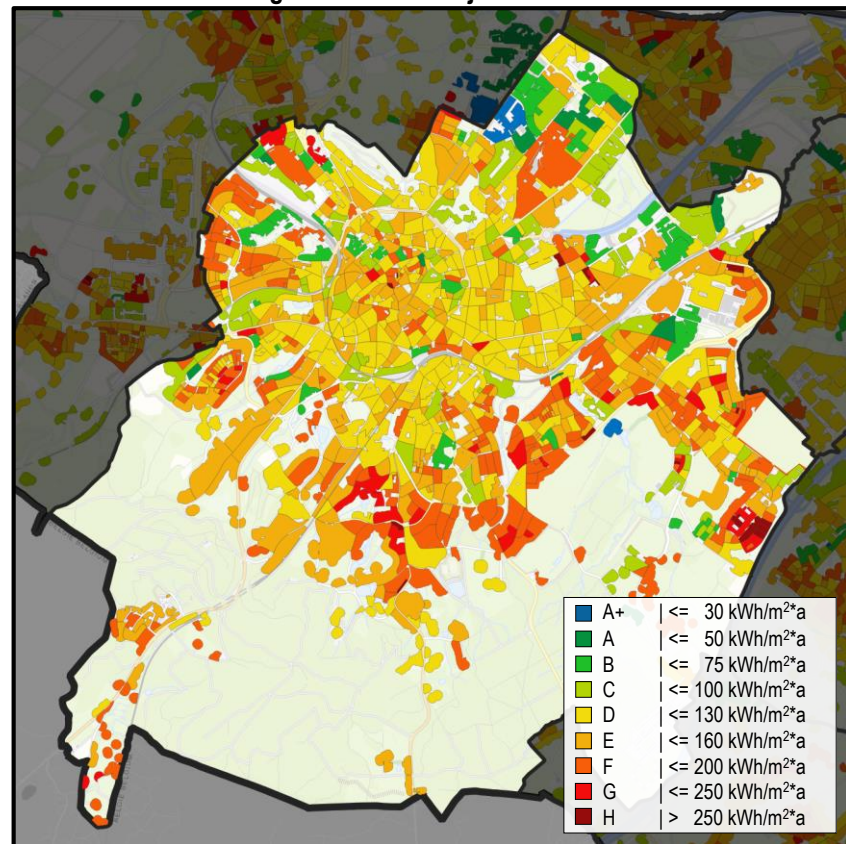 A+ | <= 30 kWh/m²*a
A | <= 50 kWh/m²*a
B | <= 75 kWh/m²*a
C | <= 100 kWh/m²*a
D | <= 130 kWh/m²*a
E | <= 160 kWh/m²*a
F | <= 200 kWh/m²*a
G | <= 250 kWh/m²*a
H | > 250 kWh/m²*a